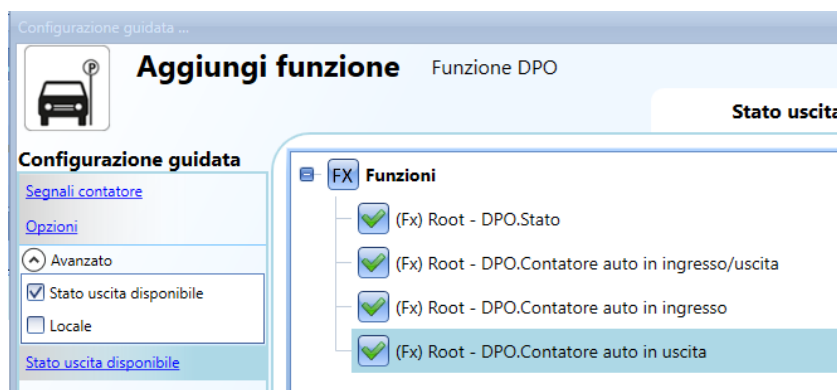 Configurazione guidata ...
Aggiungi funzione
Funzione DPO
Stato uscita
Configurazione guidata
Segnali contatore
Opzioni
Avanzato
Stato uscita disponibile
Locale
Stato uscita disponibile
FX Funzioni
(Fx) Root - DPO.Stato
(Fx) Root - DPO.Contatore auto in ingresso/uscita
(Fx) Root - DPO.Contatore auto in ingresso
(Fx) Root - DPO.Contatore auto in uscita